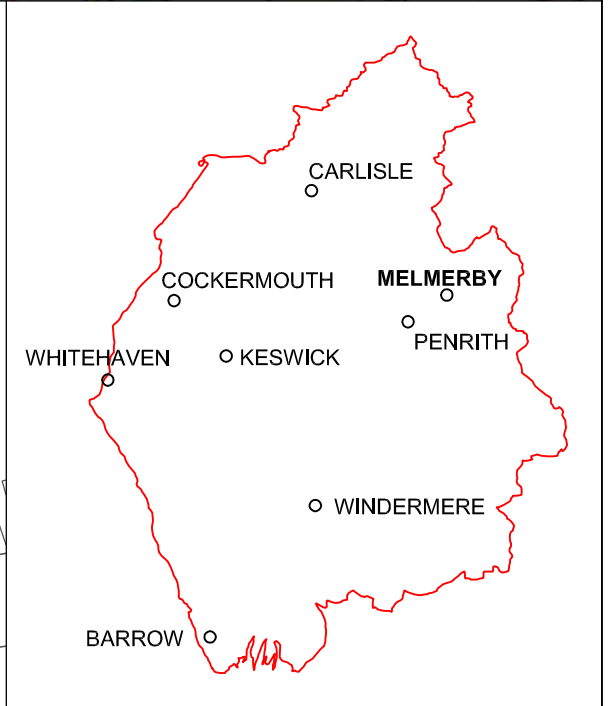 CARLISLE
COCKERMOUTH
MELMERBY
PENRITH
WHITEHAVEN
KESWICK
WINDERMERE
BARROW